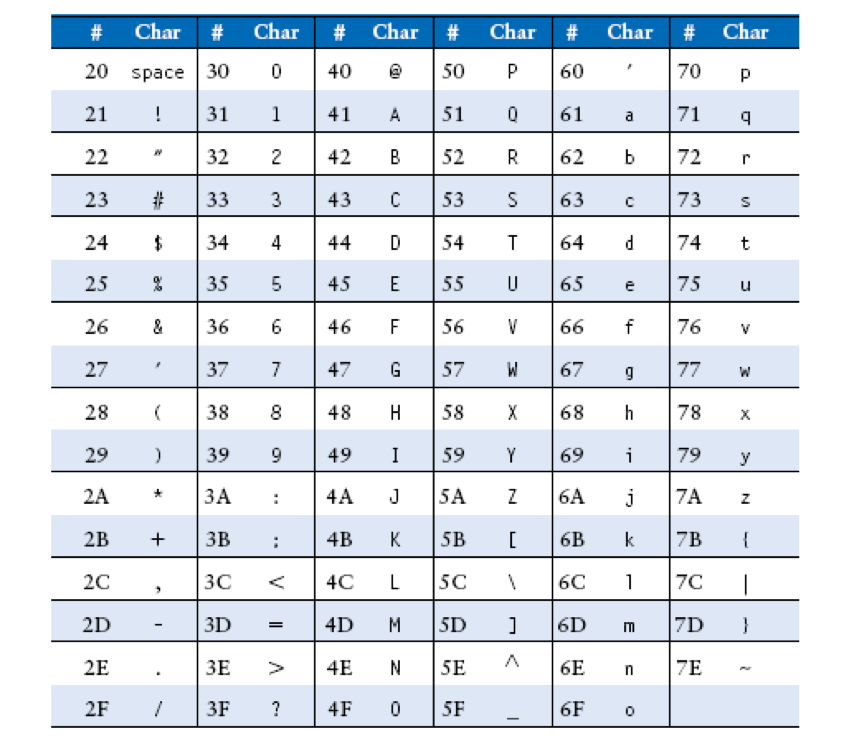 # Char # Char # Char # Char # Char # Char
20 space 30 0 40 @ 50 P 60 ′ 70 p
21 ! 31 1 41 A 51 Q 61 a 71 q
22 ″ 32 2 42 B 52 R 62 b 72 r
23 # 33 3 43 C 53 S 63 c 73 s
24 $ 34 4 44 D 54 T 64 d 74 t
25 % 35 5 45 E 55 U 65 e 75 u
26 & 36 6 46 F 56 V 66 f 76 v
27 ′ 37 7 47 G 57 W 67 g 77 w
28 ( 38 8 48 H 58 X 68 h 78 x
29 ) 39 9 49 I 59 Y 69 i 79 y
2A * 3A : 4A J 5A Z 6A j 7A z
2B + 3B ; 4B K 5B [ 6B k 7B {
2C , 3C < 4C L 5C \ 6C l 7C |
2D - 3D = 4D M 5D ] 6D m 7D }
2E . 3E > 4E N 5E ^ 6E n 7E ~
2F / 3F ? 4F O 5F _ 6F o